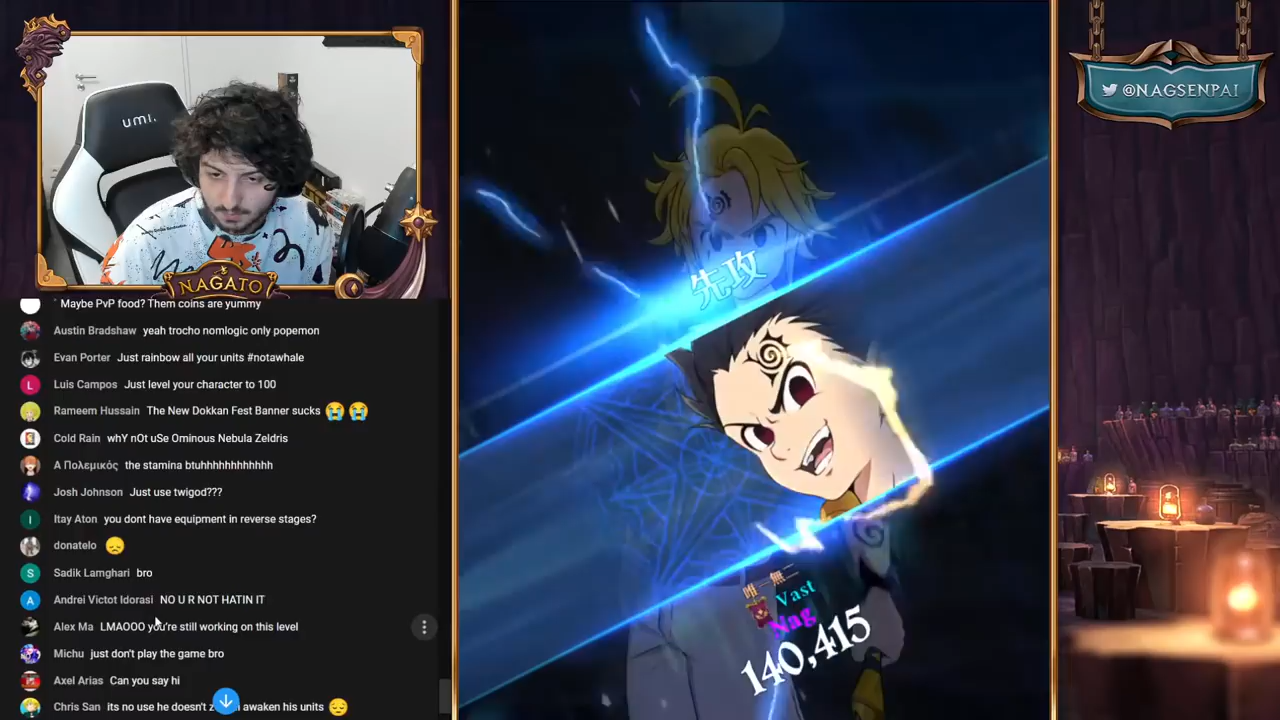 umi.
NAGATO
@NAGSENPAI
Maybe PvP food? Them coins are yummy
Austin Bradshaw yeah trocho nomlogic only popemon
Evan Porter Just rainbow all your units #notawhale
Luis Campos Just level your character to 100
Rameem Hussain The New Dokkan Fest Banner sucks 😭 😭
Cold Rain whY nOt uSe Ominous Nebula Zeldris
Α Πολεμικός the stamina btuhhhhhhhhhhh
Josh Johnson Just use twigod???
Itay Aton you dont have equipment in reverse stages?
donatelo 😞
Sadik Lamghari bro
Andrei Victot Idorasi NO U R NOT HATIN IT
Alex Ma LMAOOO you're still working on this level
Michu just don't play the game bro
Axel Arias Can you say hi
Chris San its no use he doesn't awaken his units 😔
先攻
Vast
Nag
140,415